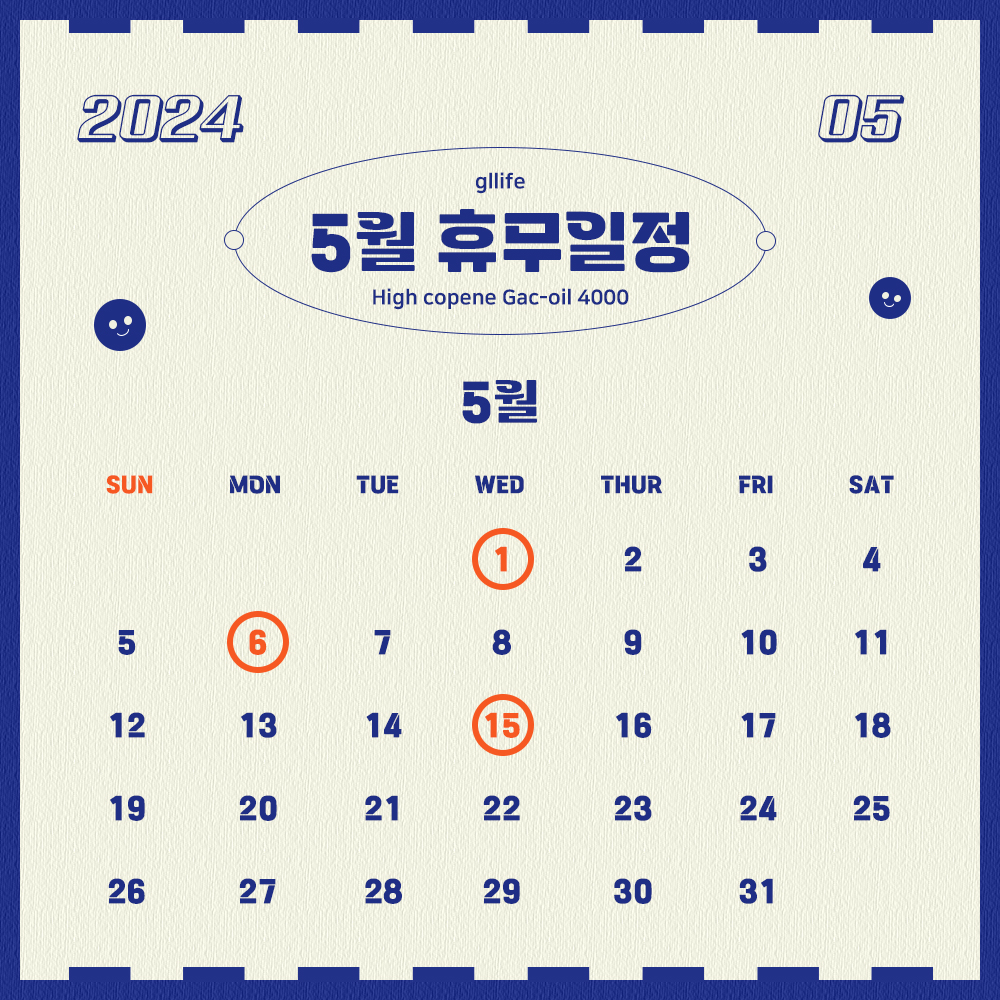 2024 05
gllife
5월 휴무일정
High copene Gac-oil 4000
5월
SUN MON TUE WED THUR FRI SAT
1 2 3 4
5 6 7 8 9 10 11
12 13 14 15 16 17 18
19 20 21 22 23 24 25
26 27 28 29 30 31